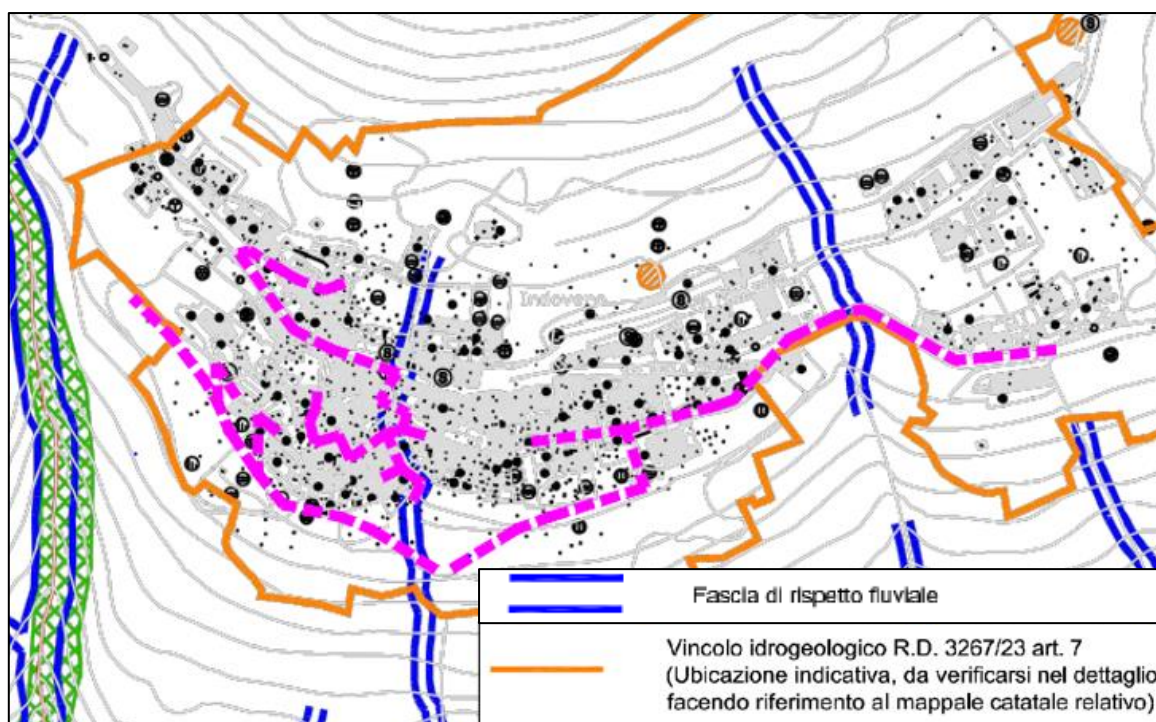 Indovero
Fascia di rispetto fluviale
Vincolo idrogeologico R.D. 3267/23 art. 7
(Ubicazione indicativa, da verificarsi nel dettaglio
facendo riferimento al mappale catatale relativo)